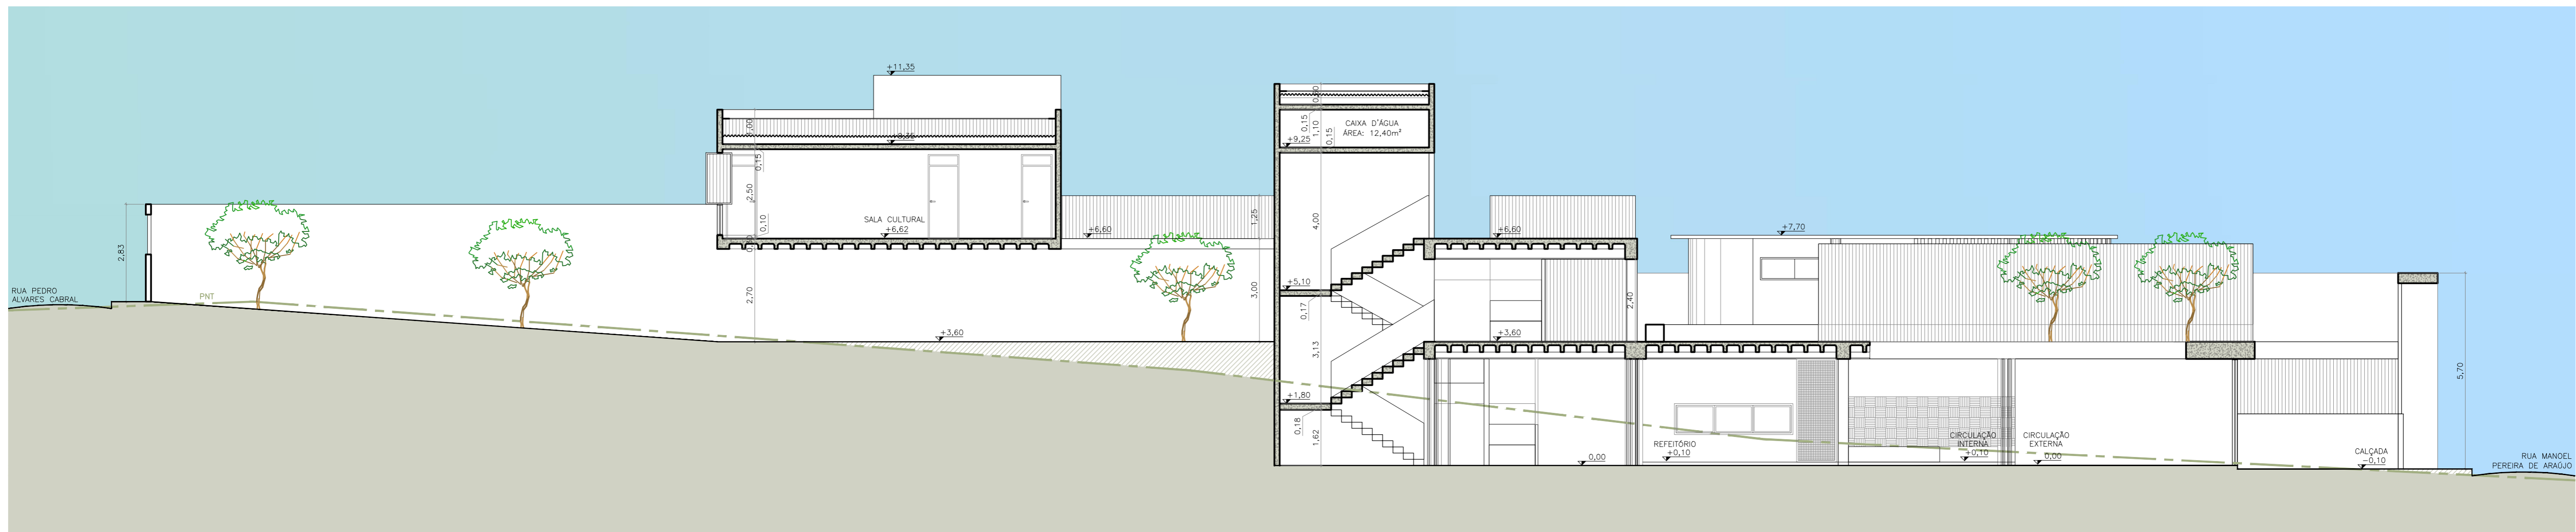 +11,35
1,00
+9,35
0,15
2,50
0,10
SALA CULTURAL
+6,62
+6,60
1,25
2,83
RUA PEDRO
ALVARES CABRAL
PNT
2,70
3,00
+3,60
0,15
1,10
0,15
CAIXA D'ÁGUA
ÁREA: 12,40m²
+9,25
4,00
+6,60
+5,10
0,17
3,13
2,40
+3,60
+1,80
0,18
1,62
0,00
+7,70
REFEITÓRIO
+0,10
CIRCULAÇÃO
INTERNA
+0,10
CIRCULAÇÃO
EXTERNA
0,00
5,70
CALÇADA
-0,10
RUA MANOEL
PEREIRA DE ARAÚJO